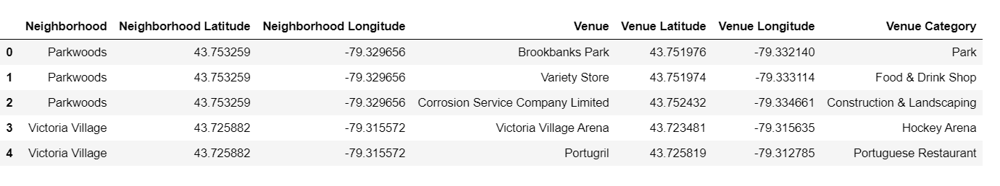 Neighborhood Neighborhood Latitude Neighborhood Longitude Venue Venue Latitude Venue Longitude Venue Category
0 Parkwoods 43.753259 -79.329656 Brookbanks Park 43.751976 -79.332140 Park
1 Parkwoods 43.753259 -79.329656 Variety Store 43.751974 -79.333114 Food & Drink Shop
2 Parkwoods 43.753259 -79.329656 Corrosion Service Company Limited 43.752432 -79.334661 Construction & Landscaping
3 Victoria Village 43.725882 -79.315572 Victoria Village Arena 43.723481 -79.315635 Hockey Arena
4 Victoria Village 43.725882 -79.315572 Portugril 43.725819 -79.312785 Portuguese Restaurant